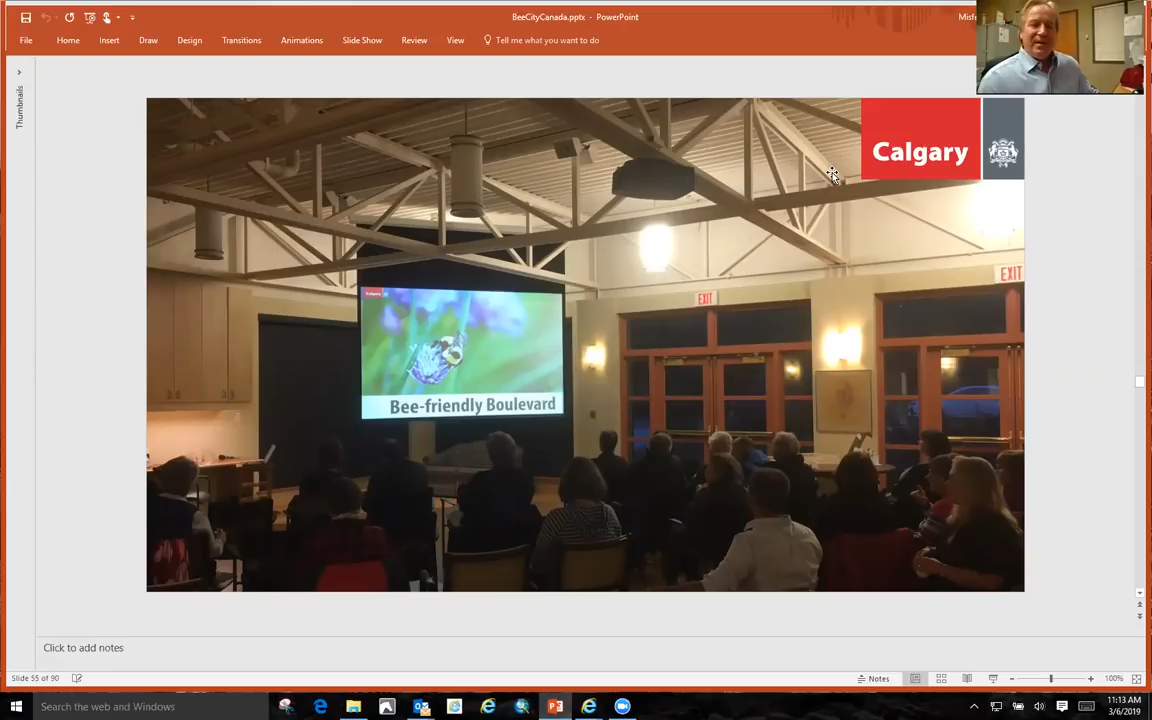 BeeCityCanada.pptx - PowerPoint
File Home Insert Draw Design Transitions Animations Slide Show Review View Tell me what you want to do
Thumbnails
Calgary
EXIT
EXIT
Calgary
Bee-friendly Boulevard
Click to add notes
Slide 55 of 90
Notes
100%
Search the web and Windows
11:13 AM
3/6/2019